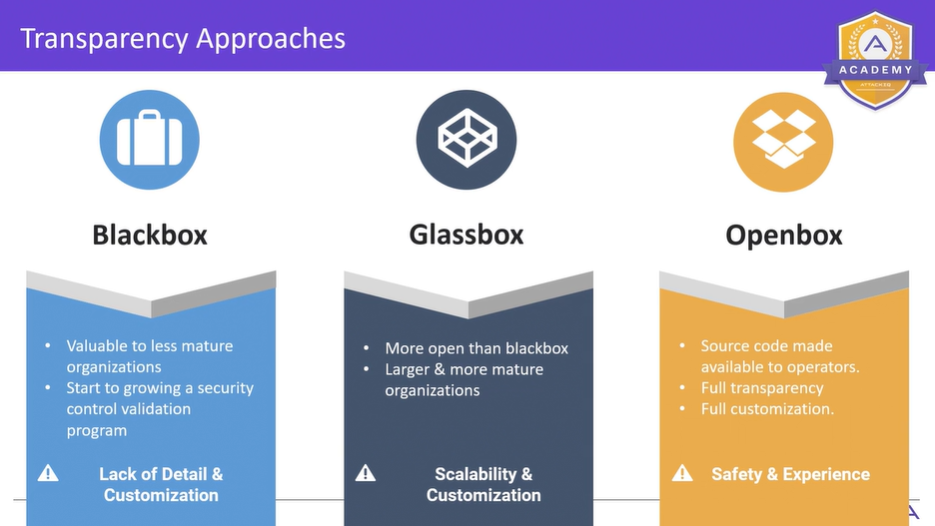 Transparency Approaches
ACADEMY
ATTACKIQ
Blackbox
Glassbox
Openbox
• Valuable to less mature
organizations
• Start to growing a security
control validation
program
Lack of Detail &
Customization
• More open than blackbox
• Larger & more mature
organizations
Scalability &
Customization
• Source code made
available to operators.
• Full transparency
• Full customization.
Safety & Experience